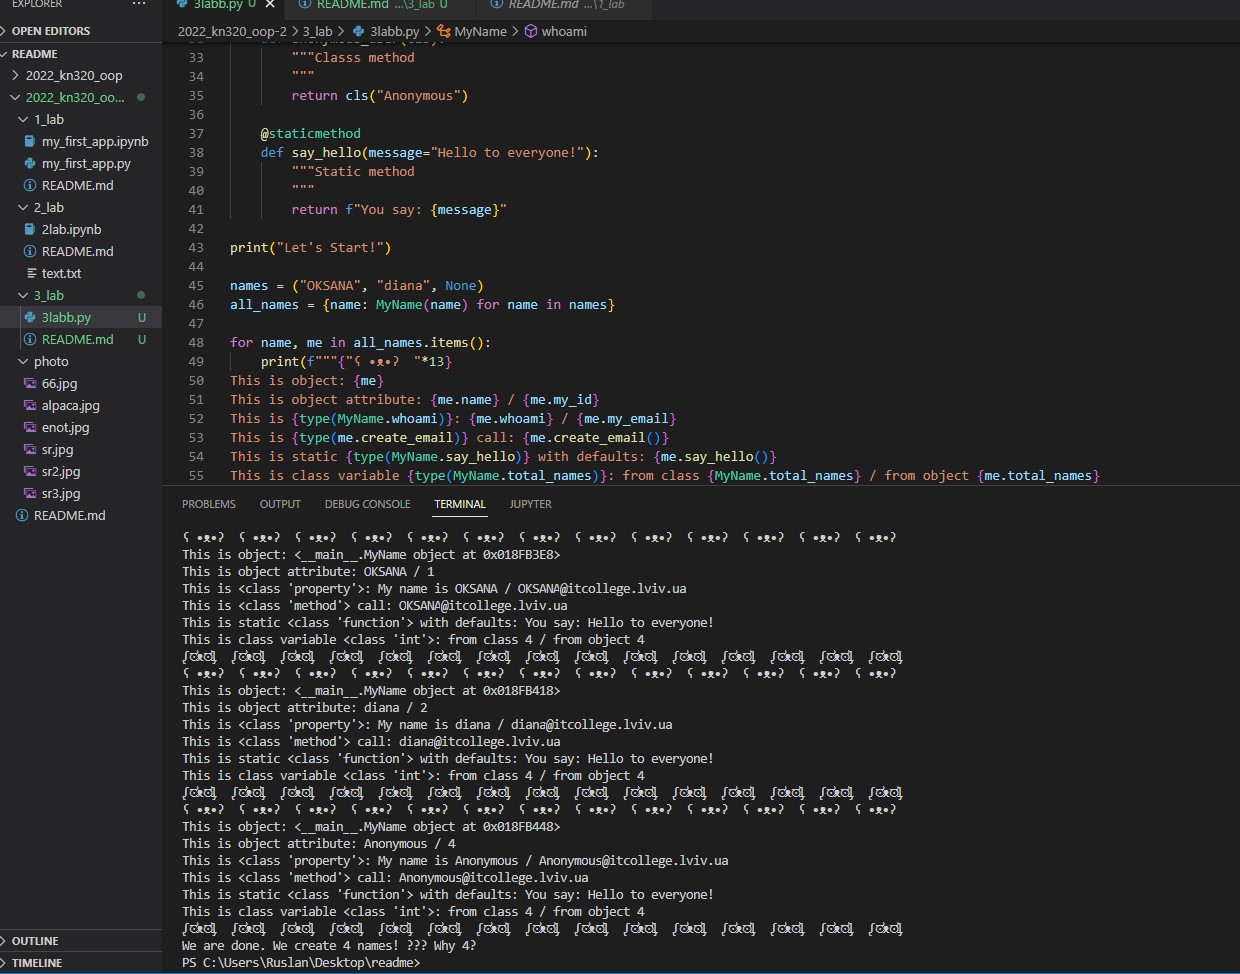 EXPLORER ...
3labb.py U ×
README.md ...\3_lab U
README.md ...\1_lab
OPEN EDITORS
README
2022_kn320_oop
2022_kn320_oo...
1_lab
my_first_app.ipynb
my_first_app.py
README.md
2_lab
2lab.ipynb
README.md
text.txt
3_lab
3labb.py U
README.md U
photo
66.jpg
alpaca.jpg
enot.jpg
sr.jpg
sr2.jpg
sr3.jpg
README.md
OUTLINE
TIMELINE
2022_kn320_oop-2 > 3_lab > 3labb.py > MyName > whoami
33 """Classs method
34 """
35 return cls("Anonymous")
36
37 @staticmethod
38 def say_hello(message="Hello to everyone!"):
39 """Static method
40 """
41 return f"You say: {message}"
42
43 print("Let's Start!")
44
45 names = ("OKSANA", "diana", None)
46 all_names = {name: MyName(name) for name in names}
47
48 for name, me in all_names.items():
49 print(f"""{"ʕ •ᴥ•ʔ  "*13}
50 This is object: {me}
51 This is object attribute: {me.name} / {me.my_id}
52 This is {type(MyName.whoami)}: {me.whoami} / {me.my_email}
53 This is {type(me.create_email)} call: {me.create_email()}
54 This is static {type(MyName.say_hello)} with defaults: {me.say_hello()}
55 This is class variable {type(MyName.total_names)}: from class {MyName.total_names} / from object {me.total_names}
PROBLEMS OUTPUT DEBUG CONSOLE TERMINAL JUPYTER
ʕ •ᴥ•ʔ  ʕ •ᴥ•ʔ  ʕ •ᴥ•ʔ  ʕ •ᴥ•ʔ  ʕ •ᴥ•ʔ  ʕ •ᴥ•ʔ  ʕ •ᴥ•ʔ  ʕ •ᴥ•ʔ  ʕ •ᴥ•ʔ  ʕ •ᴥ•ʔ  ʕ •ᴥ•ʔ  ʕ •ᴥ•ʔ  ʕ •ᴥ•ʔ
This is object: <__main__.MyName object at 0x018FB3E8>
This is object attribute: OKSANA / 1
This is <class 'property'>: My name is OKSANA / OKSANA@itcollege.lviv.ua
This is <class 'method'> call: OKSANA@itcollege.lviv.ua
This is static <class 'function'> with defaults: You say: Hello to everyone!
This is class variable <class 'int'>: from class 4 / from object 4
ʕ •ᴥ•ʔ  ʕ •ᴥ•ʔ  ʕ •ᴥ•ʔ  ʕ •ᴥ•ʔ  ʕ •ᴥ•ʔ  ʕ •ᴥ•ʔ  ʕ •ᴥ•ʔ  ʕ •ᴥ•ʔ  ʕ •ᴥ•ʔ  ʕ •ᴥ•ʔ  ʕ •ᴥ•ʔ  ʕ •ᴥ•ʔ  ʕ •ᴥ•ʔ
This is object: <__main__.MyName object at 0x018FB418>
This is object attribute: diana / 2
This is <class 'property'>: My name is diana / diana@itcollege.lviv.ua
This is <class 'method'> call: diana@itcollege.lviv.ua
This is static <class 'function'> with defaults: You say: Hello to everyone!
This is class variable <class 'int'>: from class 4 / from object 4
ʕ •ᴥ•ʔ  ʕ •ᴥ•ʔ  ʕ •ᴥ•ʔ  ʕ •ᴥ•ʔ  ʕ •ᴥ•ʔ  ʕ •ᴥ•ʔ  ʕ •ᴥ•ʔ  ʕ •ᴥ•ʔ  ʕ •ᴥ•ʔ  ʕ •ᴥ•ʔ  ʕ •ᴥ•ʔ  ʕ •ᴥ•ʔ  ʕ •ᴥ•ʔ
This is object: <__main__.MyName object at 0x018FB448>
This is object attribute: Anonymous / 4
This is <class 'property'>: My name is Anonymous / Anonymous@itcollege.lviv.ua
This is <class 'method'> call: Anonymous@itcollege.lviv.ua
This is static <class 'function'> with defaults: You say: Hello to everyone!
This is class variable <class 'int'>: from class 4 / from object 4
We are done. We create 4 names! ??? Why 4?
PS C:\Users\Ruslan\Desktop\readme>